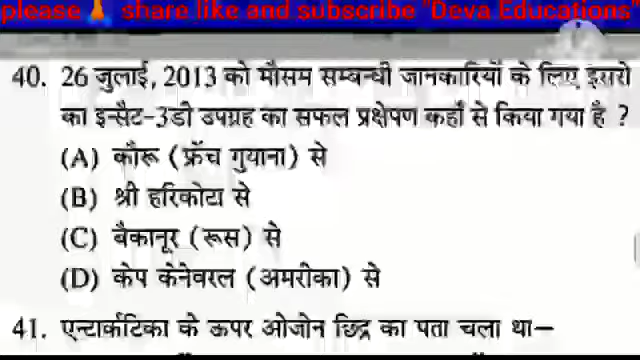 please 🙏 share like and subscribe "Deva Educations"
40. 26 जुलाई, 2013 को मौसम सम्बन्धी जानकारियों के लिए इसरो
का इन्सैट-3डी उपग्रह का सफल प्रक्षेपण कहाँ से किया गया है ?
(A) कौरू (फ्रेंच गुयाना) से
(B) श्री हरिकोटा से
(C) बैकानूर (रूस) से
(D) केप केनेवरल (अमरीका) से
41. एन्टार्कटिका के ऊपर ओजोन छिद्र का पता चला था–